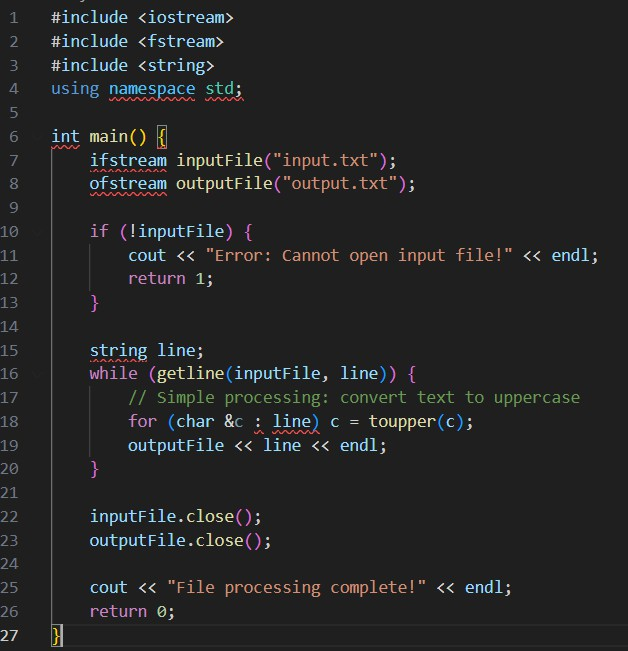 1 #include <iostream>
2 #include <fstream>
3 #include <string>
4 using namespace std;
5
6 int main() {
7     ifstream inputFile("input.txt");
8     ofstream outputFile("output.txt");
9
10     if (!inputFile) {
11         cout << "Error: Cannot open input file!" << endl;
12         return 1;
13     }
14
15     string line;
16     while (getline(inputFile, line)) {
17         // Simple processing: convert text to uppercase
18         for (char &c : line) c = toupper(c);
19         outputFile << line << endl;
20     }
21
22     inputFile.close();
23     outputFile.close();
24
25     cout << "File processing complete!" << endl;
26     return 0;
27 }